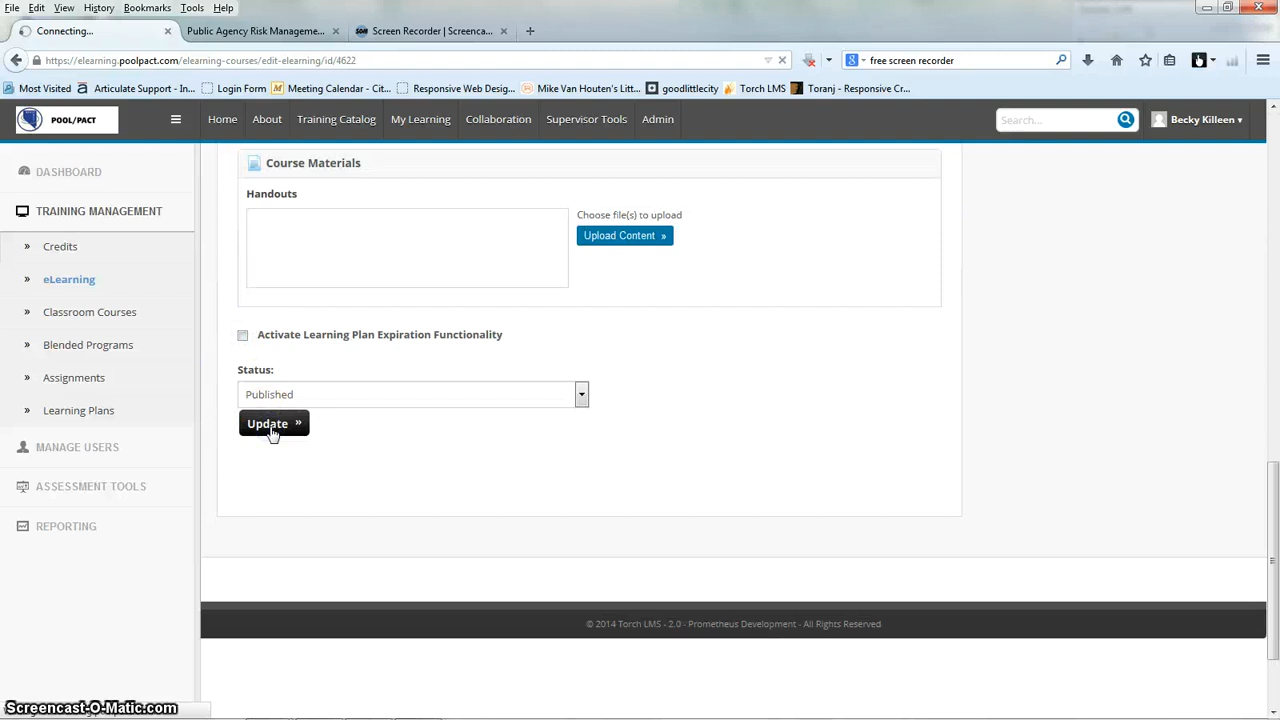 File Edit View History Bookmarks Tools Help
Connecting... × Public Agency Risk Manageme... × SOM Screen Recorder | Screenca... × +
https://elearning.poolpact.com/elearning-courses/edit-elearning/id/4622 free screen recorder
Most Visited Articulate Support - In... Login Form Meeting Calendar - Cit... Responsive Web Desig... Mike Van Houten's Litt... goodlittlecity Torch LMS Toranj - Responsive Cr...
POOL/PACT Home About Training Catalog My Learning Collaboration Supervisor Tools Admin Search... Becky Killeen
DASHBOARD
TRAINING MANAGEMENT
» Credits
» eLearning
» Classroom Courses
» Blended Programs
» Assignments
» Learning Plans
MANAGE USERS
ASSESSMENT TOOLS
REPORTING
Course Materials
Handouts
Choose file(s) to upload
Upload Content »
Activate Learning Plan Expiration Functionality
Status:
Published
Update »
© 2014 Torch LMS - 2.0 - Prometheus Development - All Rights Reserved
Screencast-O-Matic.com